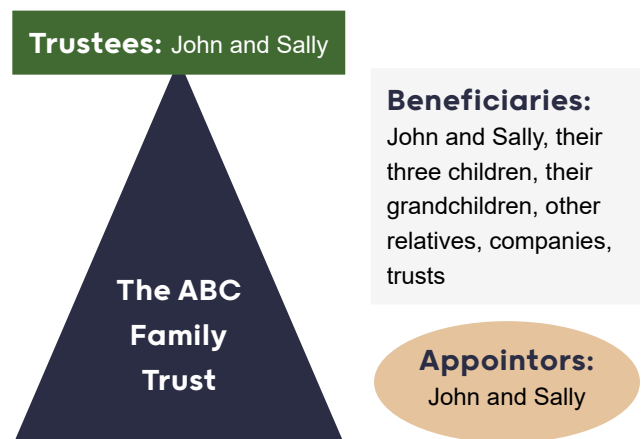 Trustees: John and Sally
The ABC
Family
Trust
Beneficiaries:
John and Sally, their
three children, their
grandchildren, other
relatives, companies,
trusts
Appointors:
John and Sally